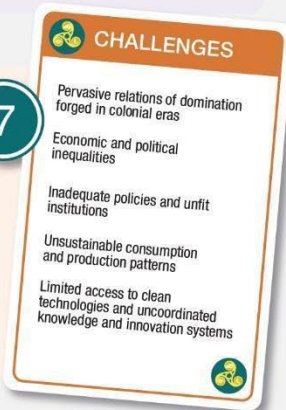 CHALLENGES
7
Pervasive relations of domination
forged in colonial eras
Economic and political
inequalities
Inadequate policies and unfit
institutions
Unsustainable consumption
and production patterns
Limited access to clean
technologies and uncoordinated
knowledge and innovation systems